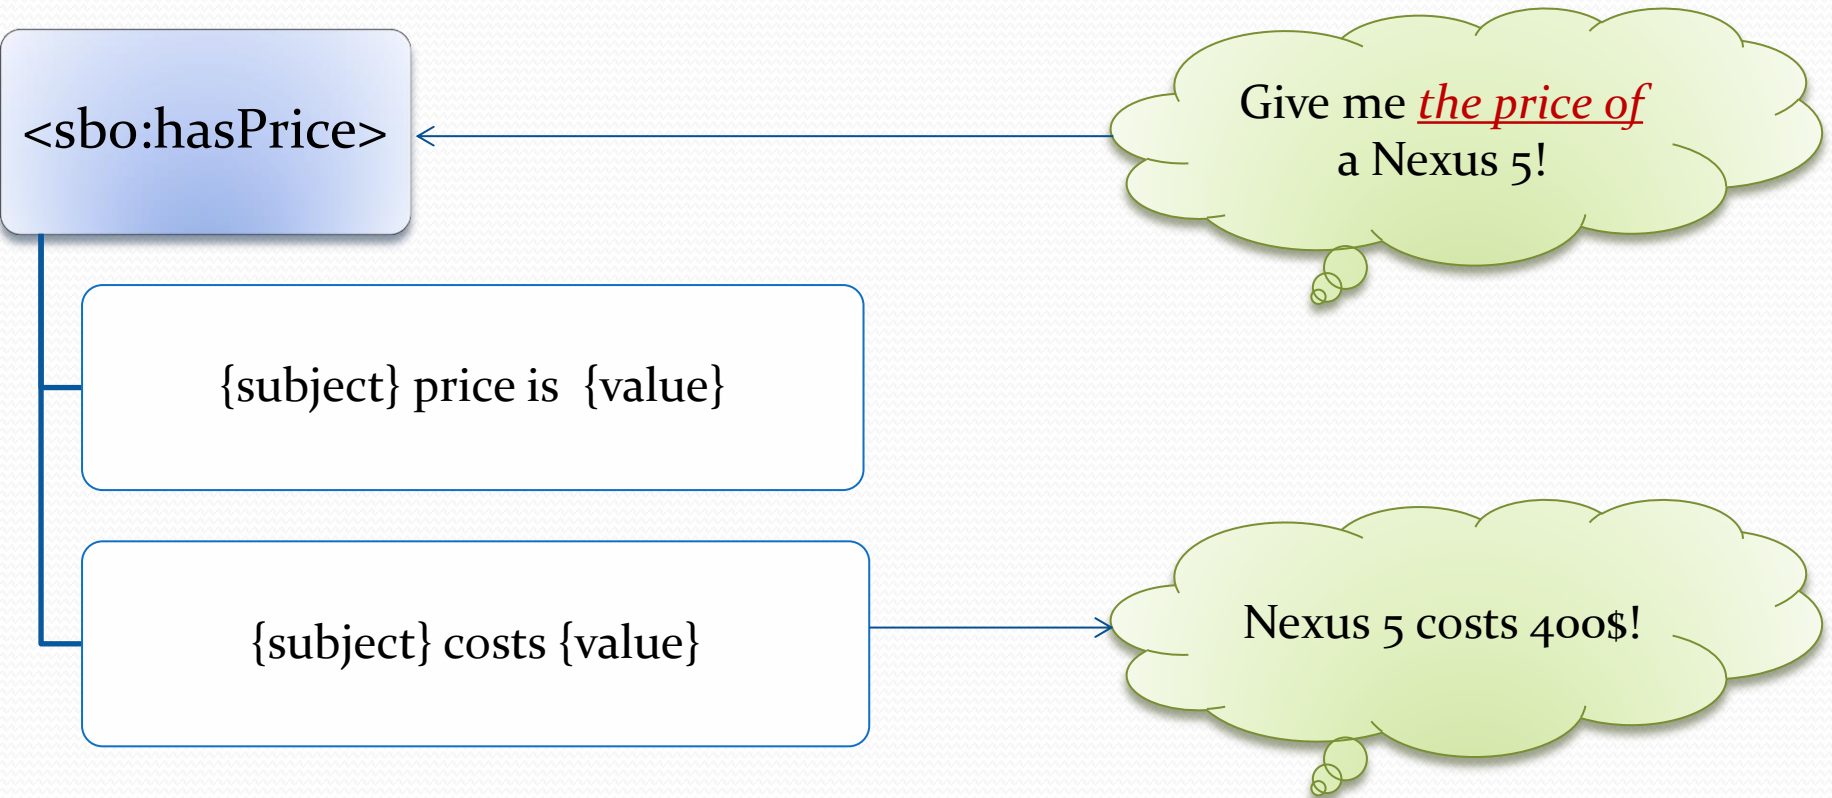 <sbo:hasPrice>
Give me the price of
a Nexus 5!
{subject} price is  {value}
{subject} costs {value}
Nexus 5 costs 400$!